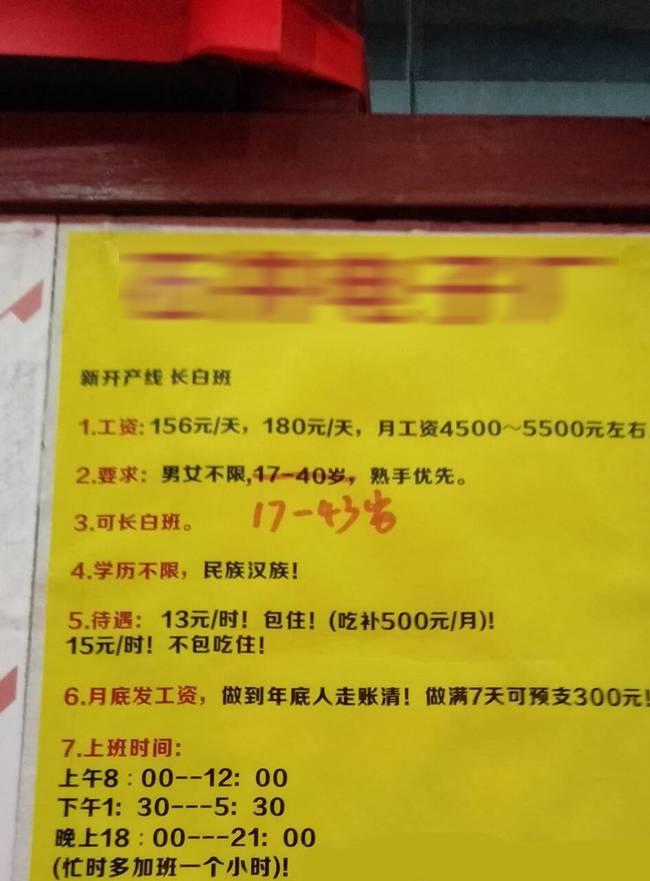 新开产线 长白班
1.工资: 156元/天，180元/天，月工资4500～5500元左右
2.要求：男女不限,17-40岁，熟手优先。
17-43岁
3.可长白班。
4.学历不限，民族汉族！
5.待遇： 13元/时！包住！(吃补500元/月)！
15元/时！不包吃住！
6.月底发工资，做到年底人走账清！做满7天可预支300元！
7.上班时间：
上午8：00--12：00
下午1：30---5：30
晚上18：00---21：00
(忙时多加班一个小时)！